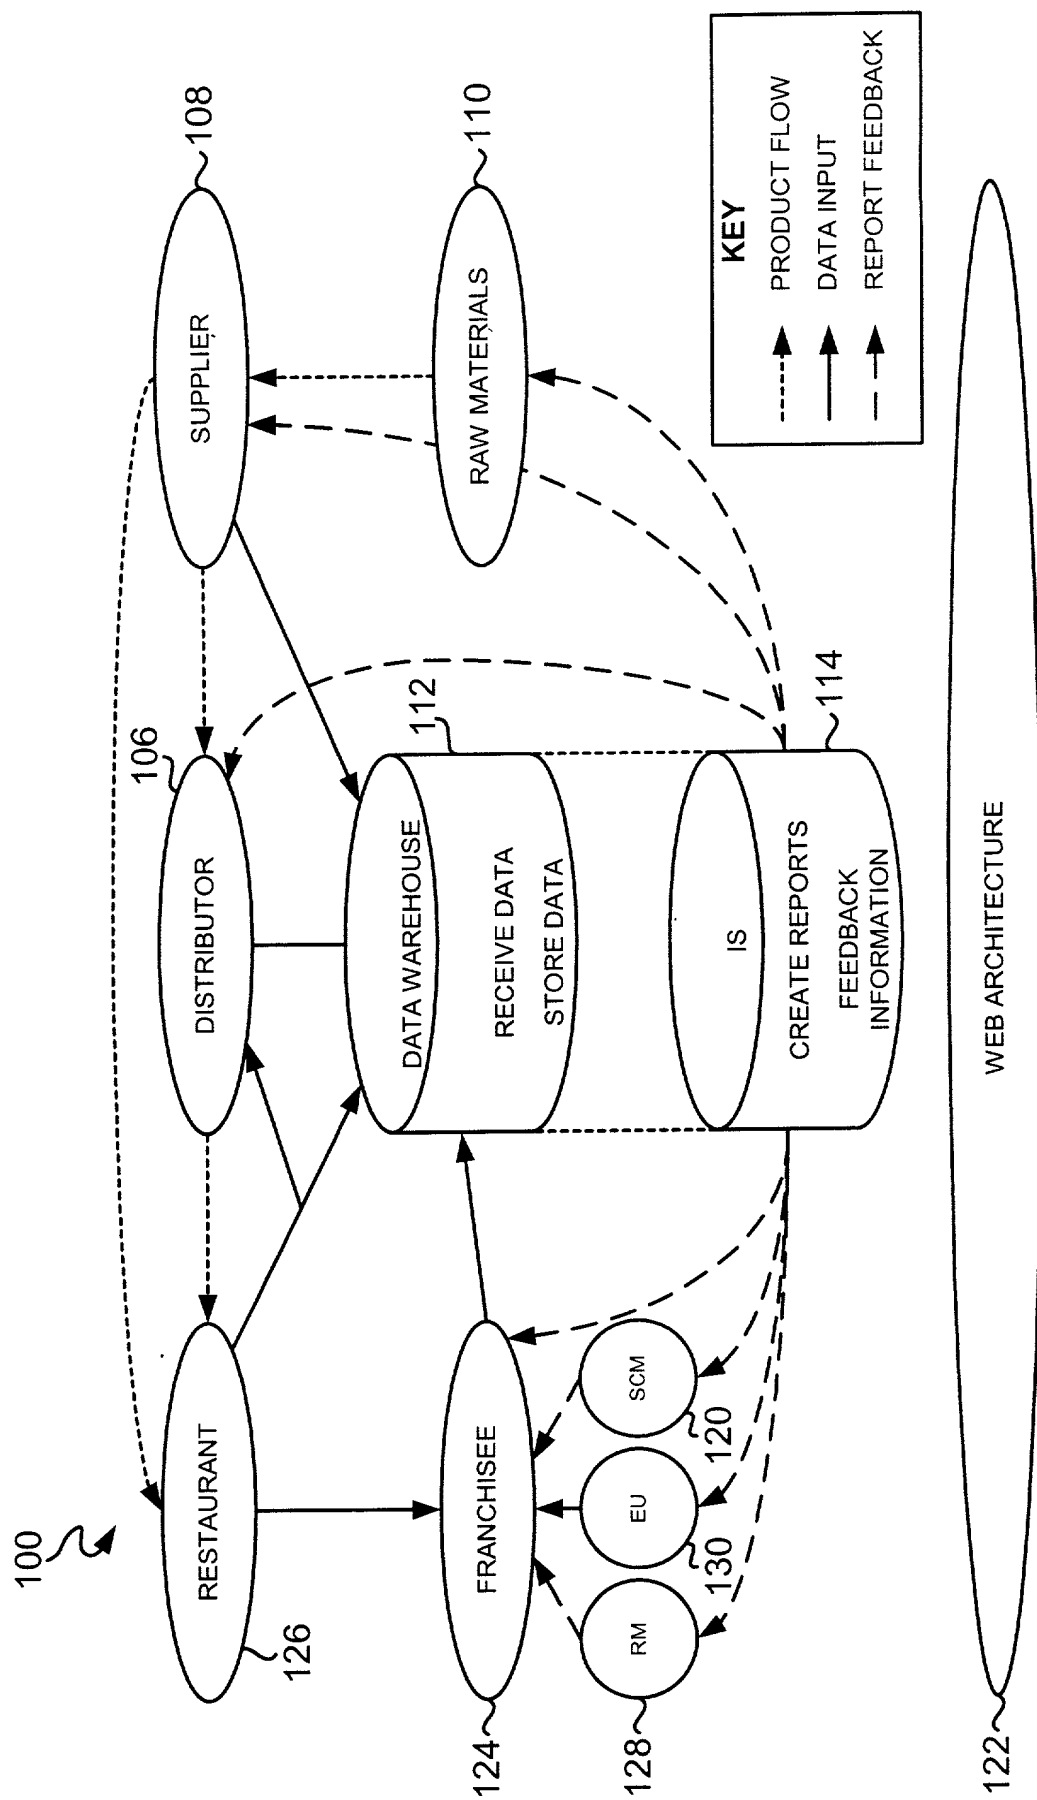 100
RESTAURANT
126
DISTRIBUTOR
106
SUPPLIER
108
FRANCHISEE
124
DATA WAREHOUSE
RECEIVE DATA
STORE DATA
112
RAW MATERIALS
110
RM
128
EU
130
SCM
120
IS
CREATE REPORTS
FEEDBACK
INFORMATION
114
KEY
PRODUCT FLOW
DATA INPUT
REPORT FEEDBACK
WEB ARCHITECTURE
122